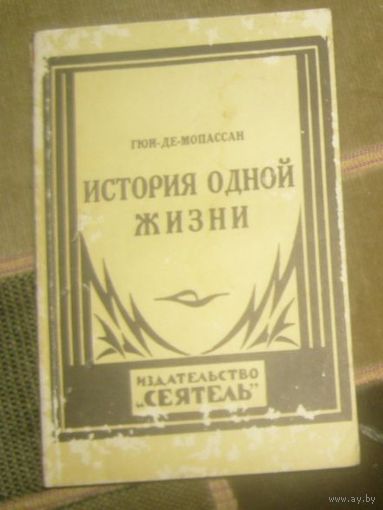 ГЮИ-ДЕ-МОПАССАН
ИСТОРИЯ ОДНОЙ
ЖИЗНИ
ИЗДАТЕЛЬСТВО
„СЕЯТЕЛЬ"
www.ay.by